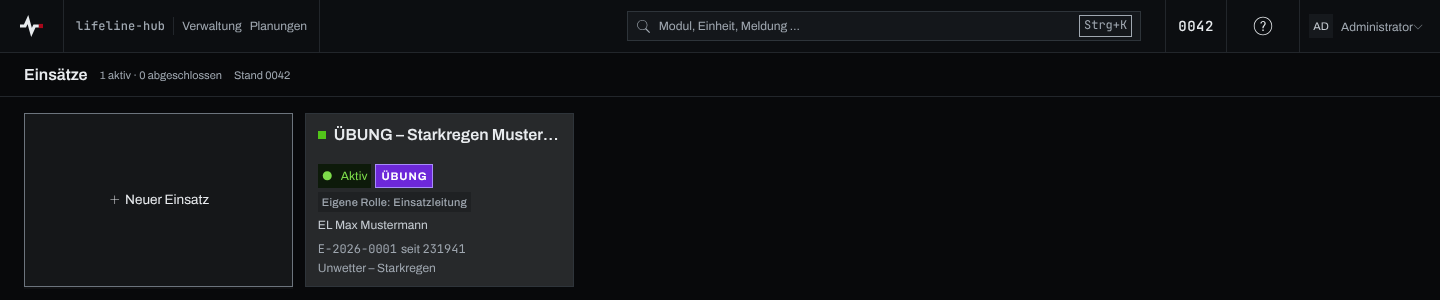 lifeline-hub Verwaltung Planungen Modul, Einheit, Meldung ... Strg+K 0042 ? AD Administrator
Einsätze 1 aktiv · 0 abgeschlossen Stand 0042
+ Neuer Einsatz
ÜBUNG – Starkregen Muster...
Aktiv ÜBUNG
Eigene Rolle: Einsatzleitung
EL Max Mustermann
E-2026-0001 seit 231941
Unwetter – Starkregen